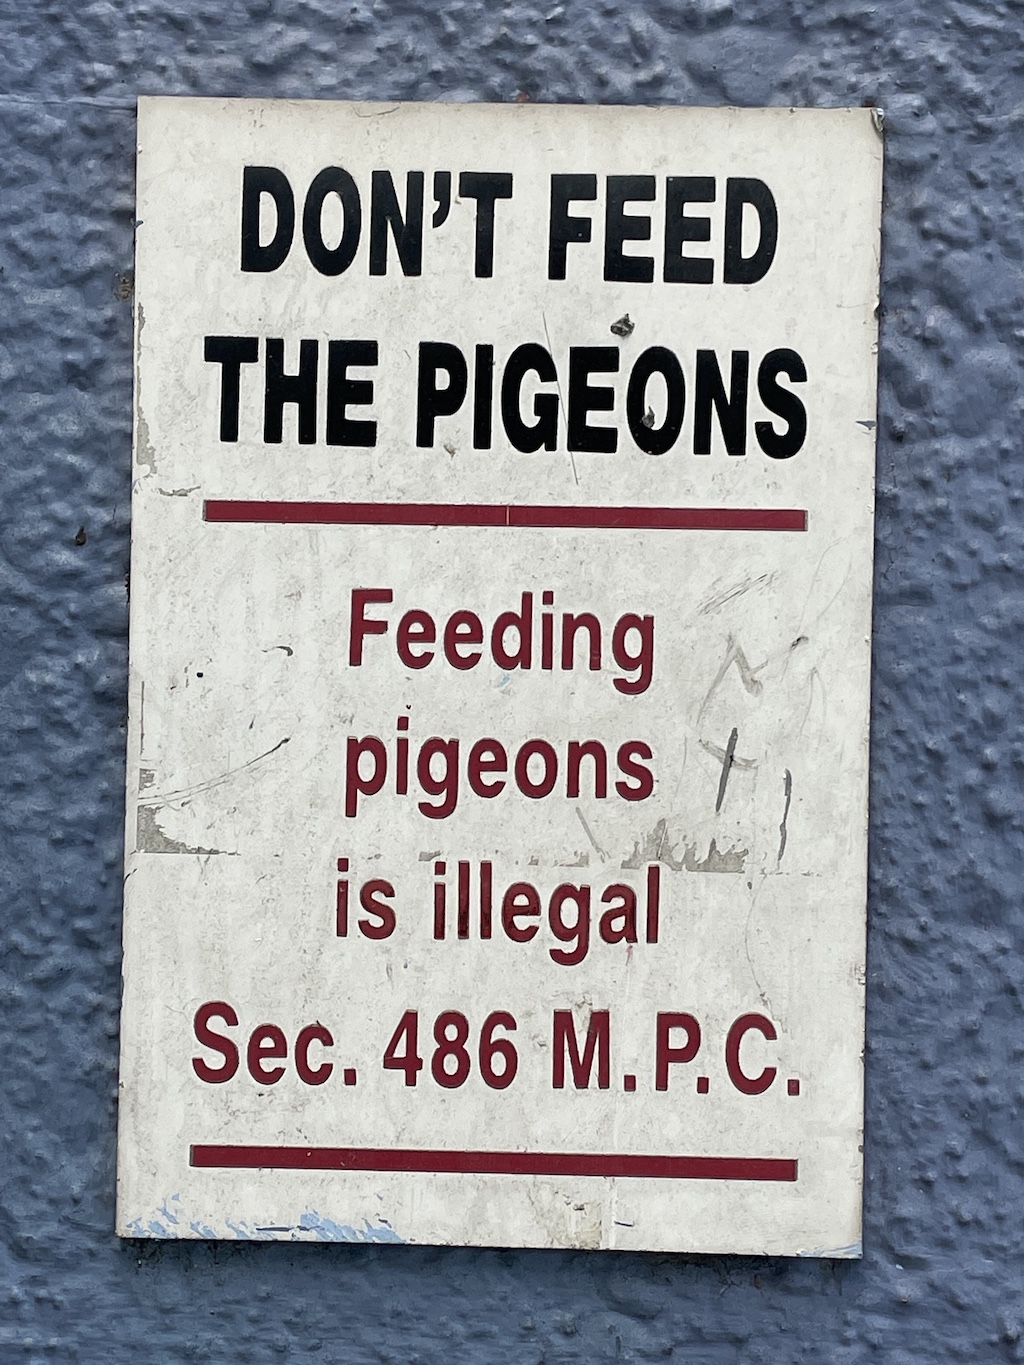 DON'T FEED
THE PIGEONS
Feeding
pigeons
is illegal
Sec. 486 M.P.C.